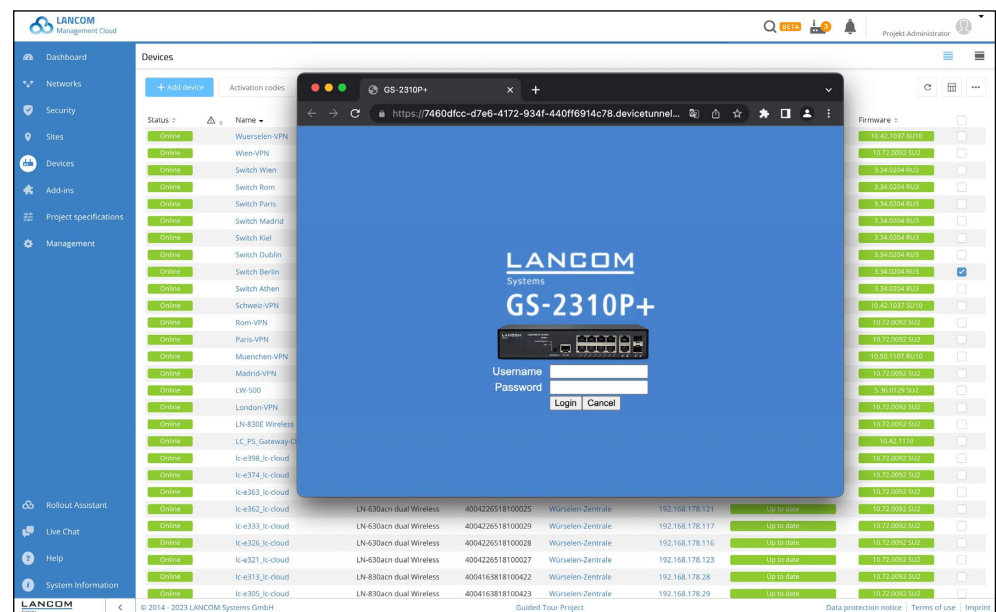 LANCOM
Management Cloud
BETA
3
Projekt-Administrator
Dashboard
Networks
Security
Sites
Devices
Add-ins
Project specifications
Management
Rollout Assistant
Live Chat
Help
System Information
LANCOM
Devices
+ Add device
Activation codes
Status
Name
Firmware
Online Wuerselen-VPN 10.42.1037 SU10
Online Wien-VPN 10.72.0092 SU2
Online Switch Wien 3.34.0204 RU3
Online Switch Rom 3.34.0204 RU3
Online Switch Paris 3.34.0204 RU3
Online Switch Madrid 3.34.0204 RU3
Online Switch Kiel 3.34.0204 RU3
Online Switch Dublin 3.34.0204 RU3
Online Switch Berlin 3.34.0204 RU3
Online Switch Athen 3.34.0204 RU3
Online Schweiz-VPN 10.42.1037 SU10
Online Rom-VPN 10.72.0092 SU2
Online Paris-VPN 10.72.0092 SU2
Online Muenchen-VPN 10.50.1107 RU10
Online Madrid-VPN 10.72.0092 SU2
Online LW-500 5.36.0129 SU2
Online London-VPN 10.72.0092 SU2
Online LN-830E Wireless 10.72.0092 SU2
Online LC_PS_Gateway-Cl 10.42.1110
Online lc-e398_lc-cloud 10.72.0092 SU2
Online lc-e374_lc-cloud 10.72.0092 SU2
Online lc-e363_lc-cloud 10.72.0092 SU2
Online lc-e362_lc-cloud LN-630acn dual Wireless 4004226518100025 Würselen-Zentrale 192.168.178.121 Up to date 10.72.0092 SU2
Online lc-e333_lc-cloud LN-630acn dual Wireless 4004226518100029 Würselen-Zentrale 192.168.178.117 Up to date 10.72.0092 SU2
Online lc-e326_lc-cloud LN-630acn dual Wireless 4004226518100028 Würselen-Zentrale 192.168.178.116 Up to date 10.72.0092 SU2
Online lc-e321_lc-cloud LN-630acn dual Wireless 4004226518100027 Würselen-Zentrale 192.168.178.123 Up to date 10.72.0092 SU2
Online lc-e313_lc-cloud LN-830acn dual Wireless 4004163818100422 Würselen-Zentrale 192.168.178.28 Up to date 10.72.0092 SU2
Online lc-e305_lc-cloud LN-830acn dual Wireless 4004163818100423 Würselen-Zentrale 192.168.178.29 Up to date 10.72.0092 SU2
GS-2310P+
https://7460dfcc-d7e6-4172-934f-440ff6914c78.devicetunnel...
LANCOM
Systems
GS-2310P+
LANCOM
Username
Password
Login Cancel
© 2014 - 2023 LANCOM Systems GmbH
Guided Tour Project
Data protection notice
Terms of use
Imprint